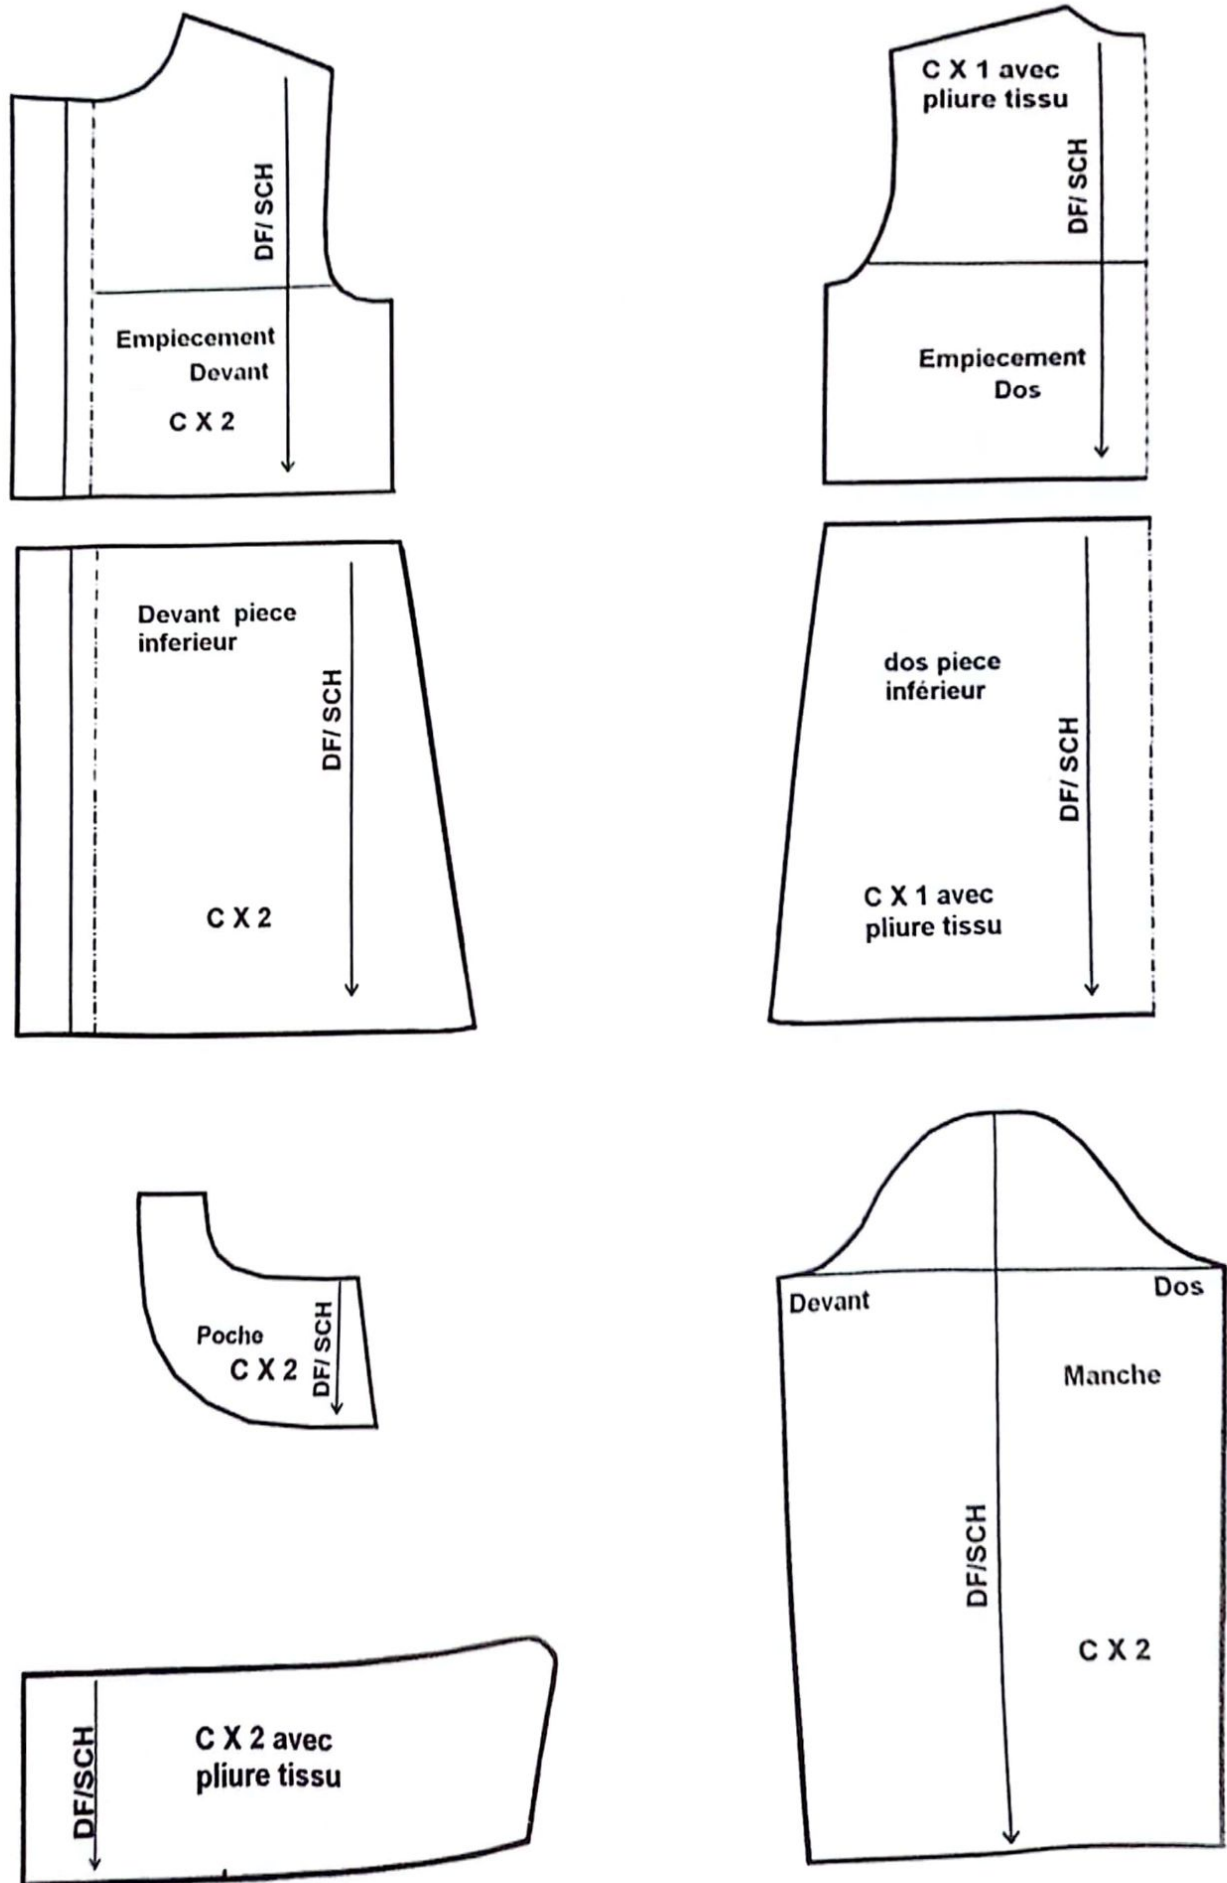 DF/ SCH
Empiecement
Devant
C X 2
C X 1 avec
pliure tissu
DF/ SCH
Empiecement
Dos
Devant piece
inferieur
DF/ SCH
C X 2
dos piece
inférieur
DF/ SCH
C X 1 avec
pliure tissu
Poche
C X 2
DF/ SCH
Devant
Dos
Manche
DF/SCH
C X 2
DF/SCH
C X 2 avec
pliure tissu